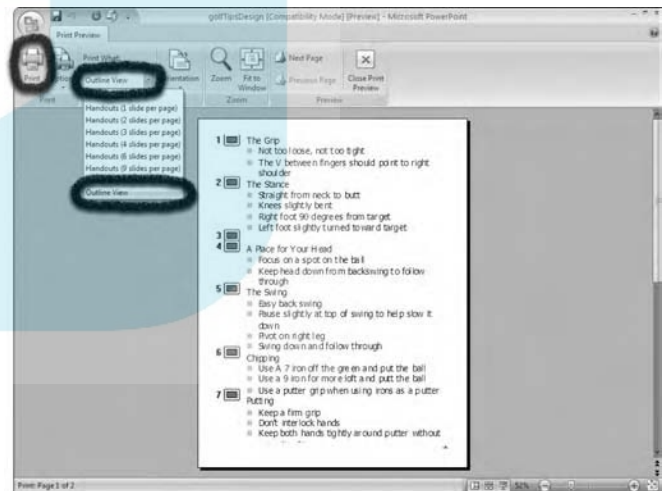 golfTipsDesign [Compatibility Mode] [Preview] - Microsoft PowerPoint
Print Preview
Print What:
Outline View
Print
Orientation
Zoom
Fit to
Window
Next Page
Previous Page
Close Print
Preview
Print
Zoom
Preview
Handouts (1 slide per page)
Handouts (2 slides per page)
Handouts (3 slides per page)
Handouts (4 slides per page)
Handouts (6 slides per page)
Handouts (9 slides per page)
Outline View
1 The Grip
Not too loose, not too tight
The V between fingers should point to right
shoulder
2 The Stance
Straight from neck to butt
Knees slightly bent
Right foot 90 degrees from target
Left foot slightly turned toward target
3
4 A Place for Your Head
Focus on a spot on the ball
Keep head down from backswing to follow
through
5 The Swing
Easy back swing
Pause slightly at top of swing to help slow it
down
Pivot on right leg
Swing down and follow through
6 Chipping
Use A 7 iron off the green and put the ball
Use a 9 iron for more loft and putt the ball
Use a putter grip when using irons as a putter
7 Putting
Keep a firm grip
Don't interlock hands
Keep both hands tightly around putter without
Print: Page 1 of 2
52%